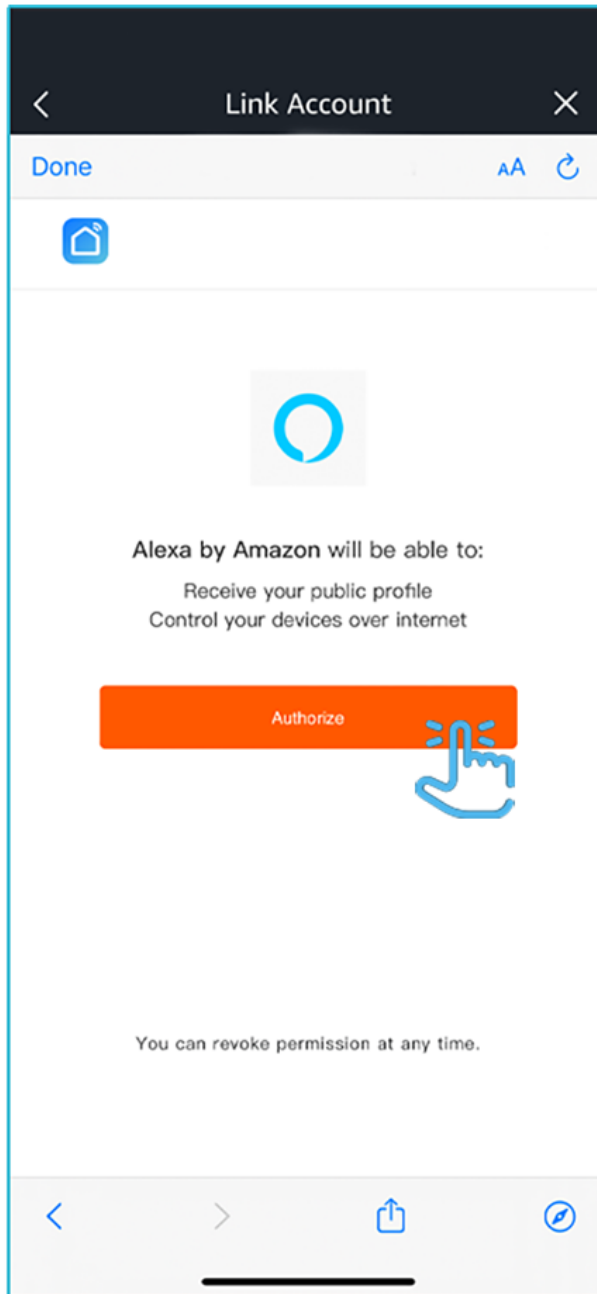 Link Account
Done
AA
Alexa by Amazon will be able to:
Receive your public profile
Control your devices over internet
Authorize
You can revoke permission at any time.